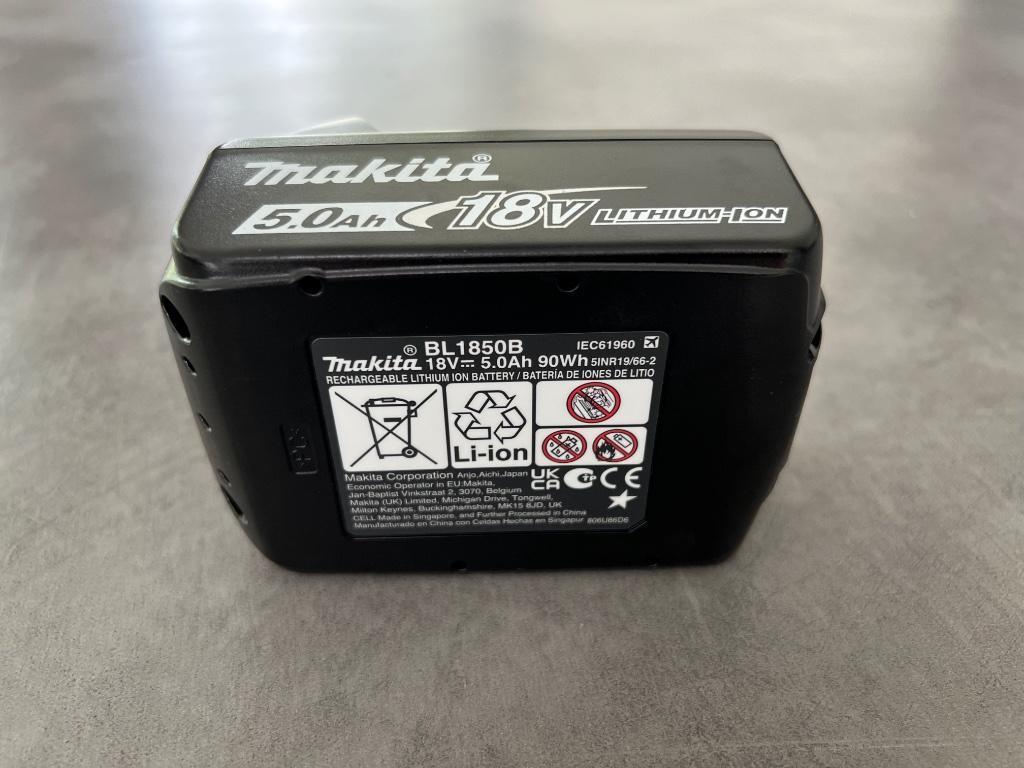 makita®
5.0Ah 18V LITHIUM-ION
BL1850B IEC61960
makita® 18V⎓ 5.0Ah 90Wh 5INR19/66-2
RECHARGEABLE LITHIUM ION BATTERY / BATERÍA DE IONES DE LITIO
Li-ion
Makita Corporation Anjo, Aichi, Japan
Economic Operator in EU:Makita,
Jan-Baptist Vinkstraat 2, 3070, Belgium
Makita (UK) Limited, Michigan Drive, Tongwell,
Milton Keynes, Buckinghamshire, MK15 8JD, UK
CELL Made in Singapore, and Further Processed in China
Manufacturado en China con Celdas Hechas en Singapur 806U86D6
UK
CA
CE